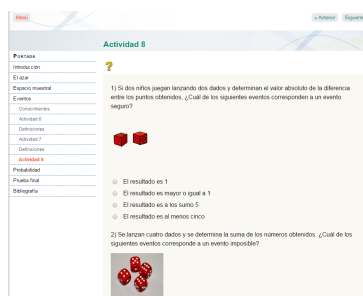 Menú
« Anterior
Siguiente
Actividad 8
PORTADA
Introducción
El azar
Espacio muestral
Eventos
Conocimientos
Actividad 6
Definiciones
Actividad 7
Definiciones
Actividad 8
Probabilidad
Prueba final
Bibliografía
1) Si dos niños juegan lanzando dos dados y determinan el valor absoluto de la diferencia
entre los puntos obtenidos. ¿Cuál de los siguientes eventos corresponden a un evento
seguro?
El resultado es 1
El resultado es mayor o igual a 1
El resultado es a los sumo 5
El resultado es al menos cinco
2) Se lanzan cuatro dados y se determina la suma de los números obtenidos. ¿Cuál de los
siguientes eventos corresponde a un evento imposible?